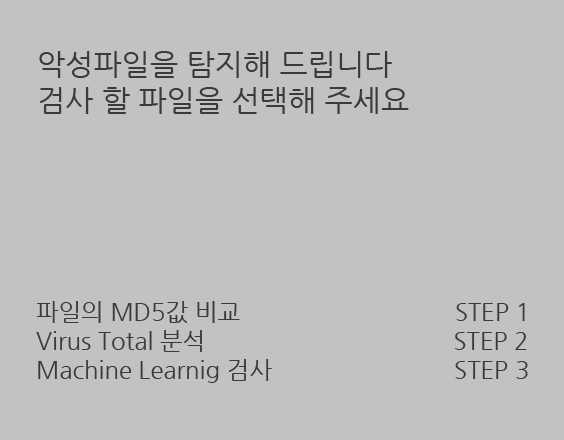 악성파일을 탐지해 드립니다
검사 할 파일을 선택해 주세요
파일의 MD5값 비교 STEP 1
Virus Total 분석 STEP 2
Machine Learnig 검사 STEP 3